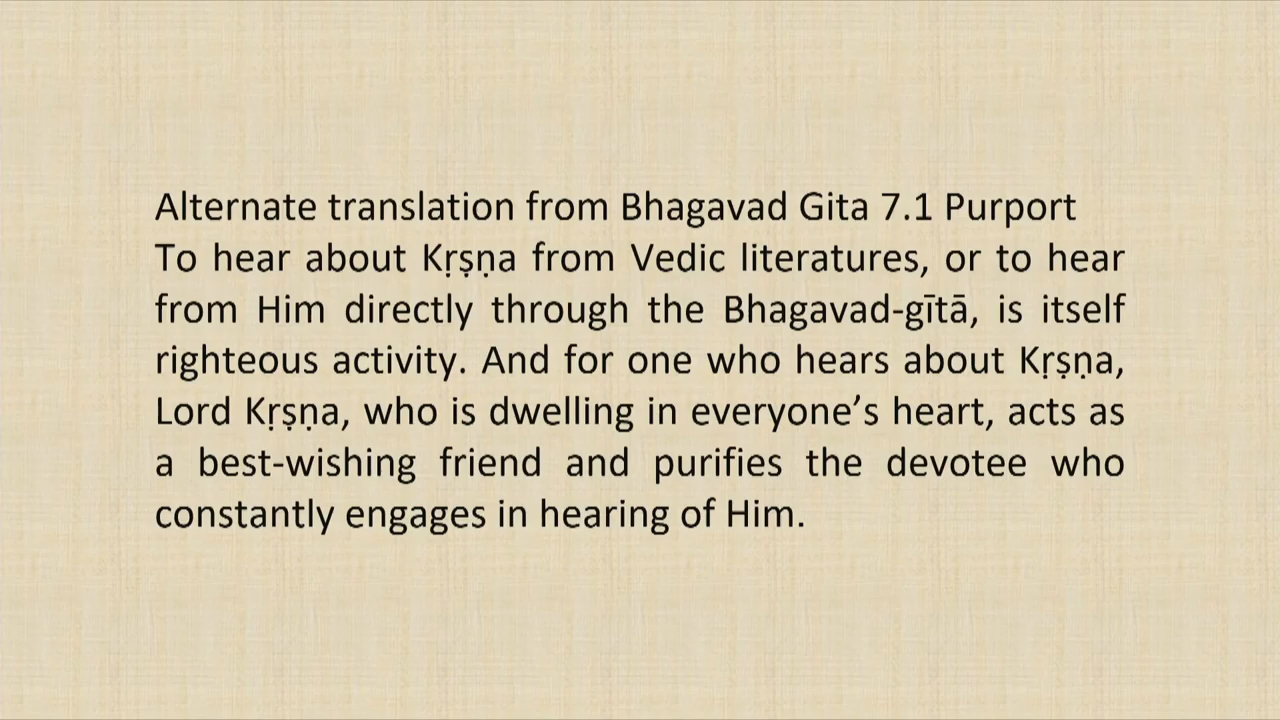 Alternate translation from Bhagavad Gita 7.1 Purport
To hear about Kṛṣṇa from Vedic literatures, or to hear
from Him directly through the Bhagavad-gītā, is itself
righteous activity. And for one who hears about Kṛṣṇa,
Lord Kṛṣṇa, who is dwelling in everyone’s heart, acts as
a best-wishing friend and purifies the devotee who
constantly engages in hearing of Him.